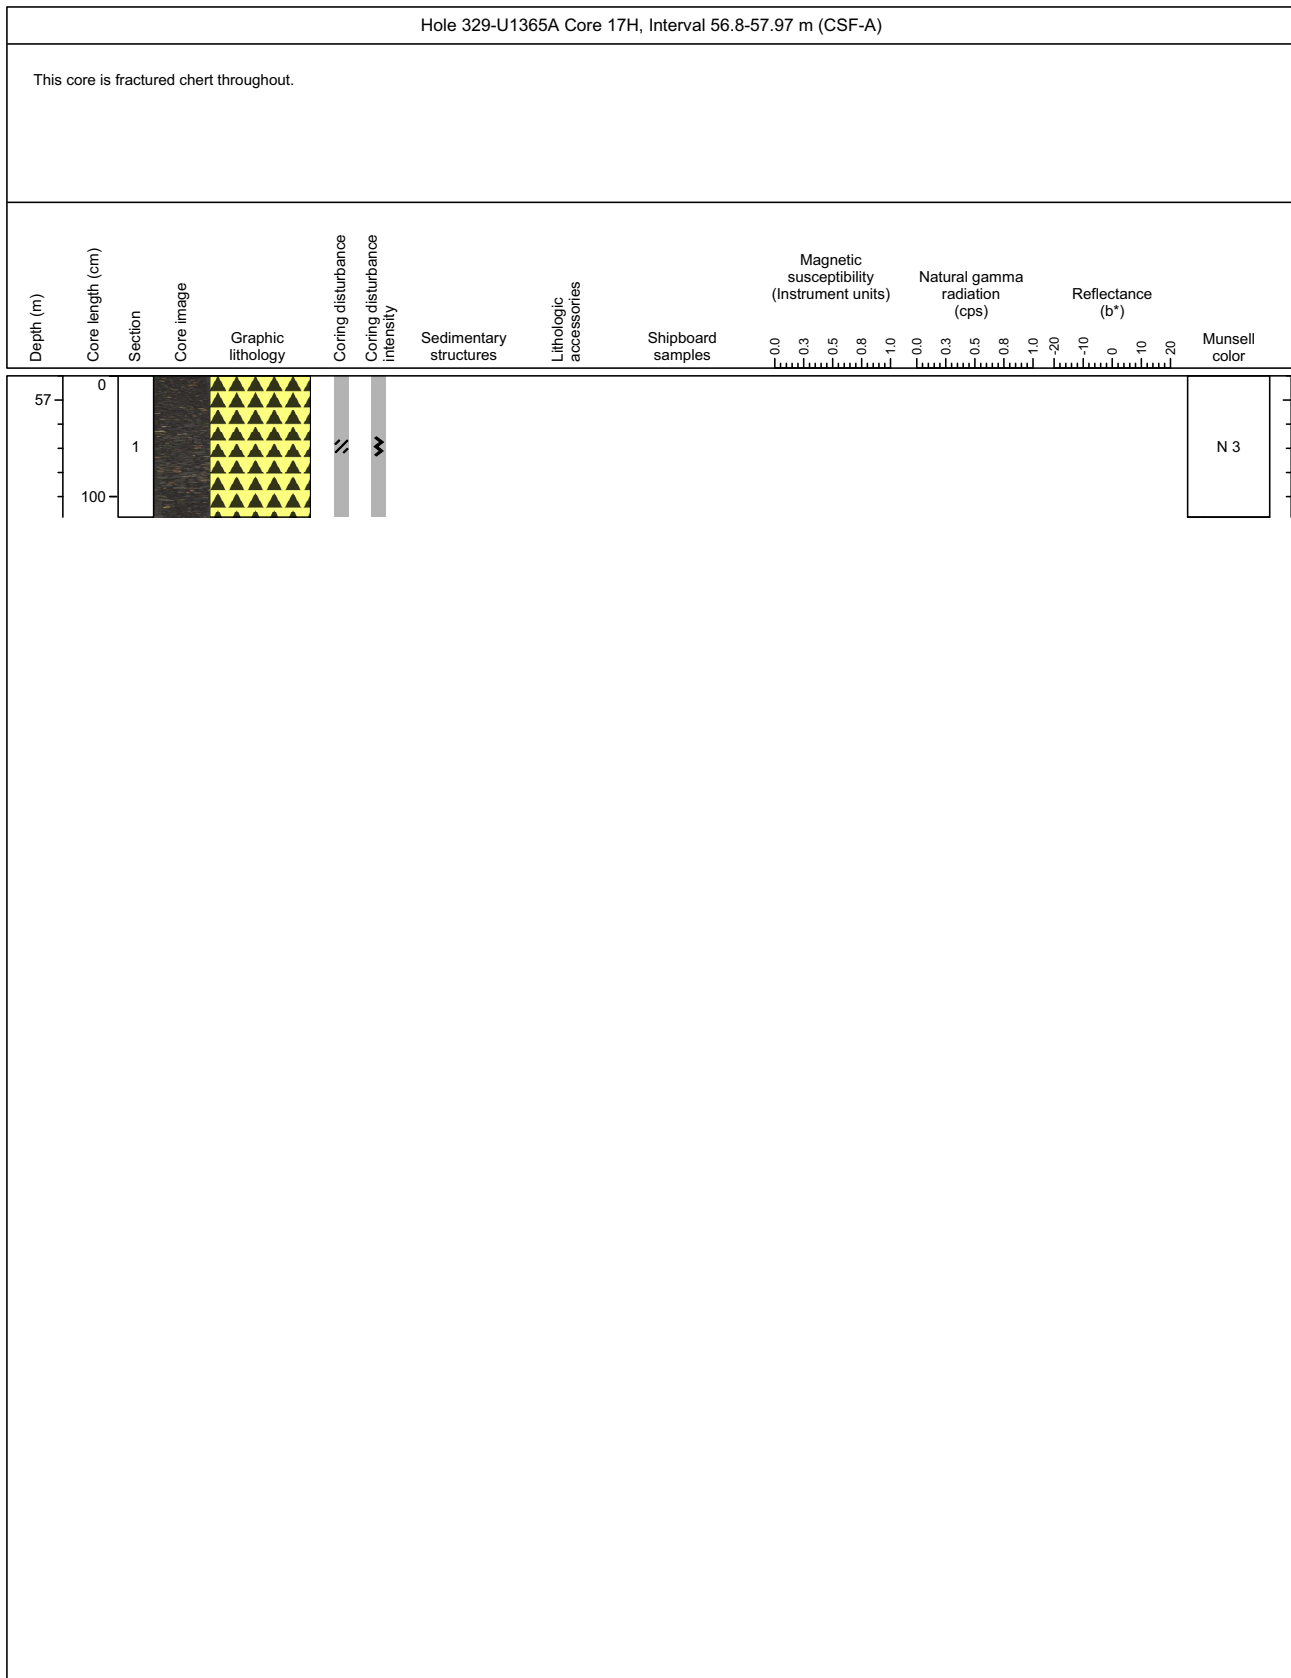 Hole 329-U1365A Core 17H, Interval 56.8-57.97 m (CSF-A)
This core is fractured chert throughout.
Depth (m)
Core length (cm)
Section
Core image
Graphic
lithology
Coring disturbance
Coring disturbance
intensity
Sedimentary
structures
Lithologic
accessories
Shipboard
samples
Magnetic
susceptibility
(Instrument units)
0.0 0.3 0.5 0.8 1.0
Natural gamma
radiation
(cps)
0.0 0.3 0.5 0.8 1.0
Reflectance
(b*)
-20 -10 0 10 20
Munsell
color
57
0
100
1
N 3